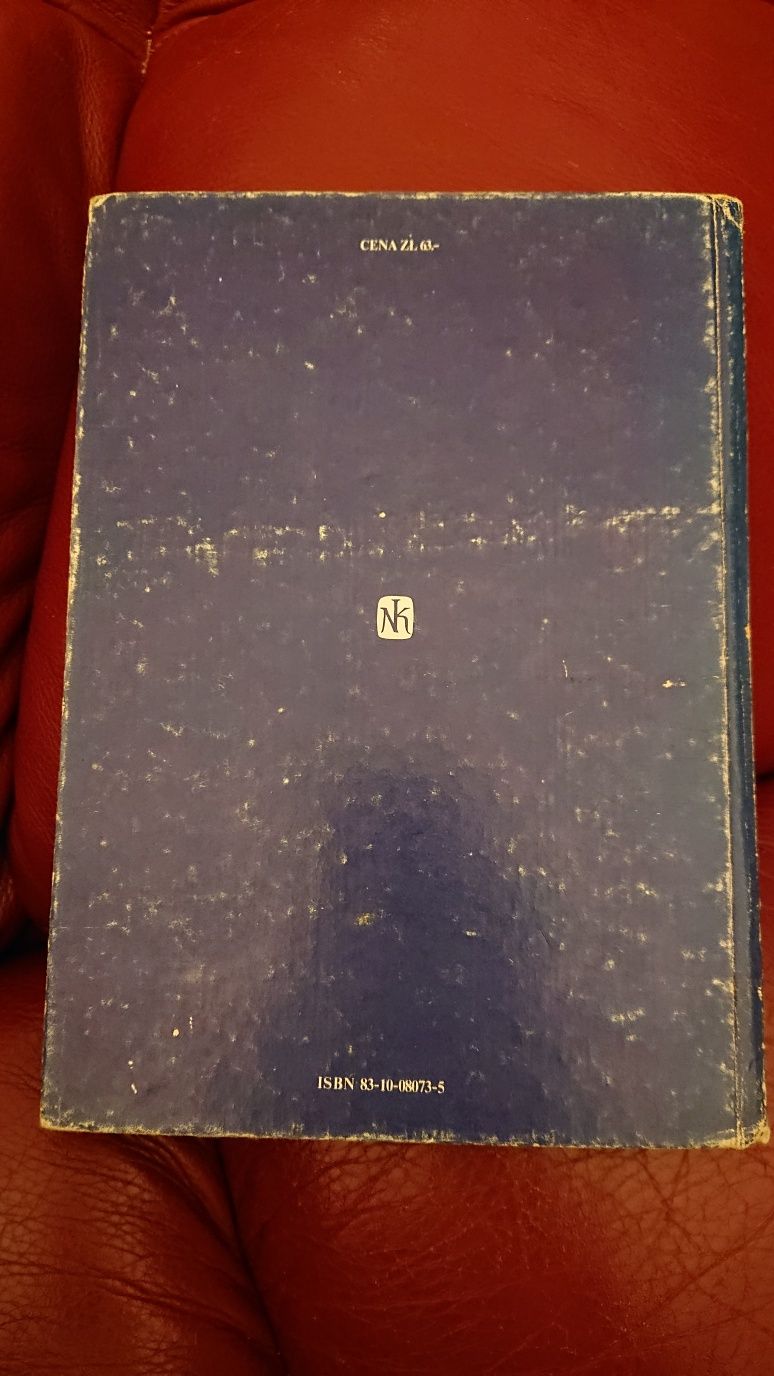 CENA ZŁ 63.-
NK
ISBN 83-10-08073-5